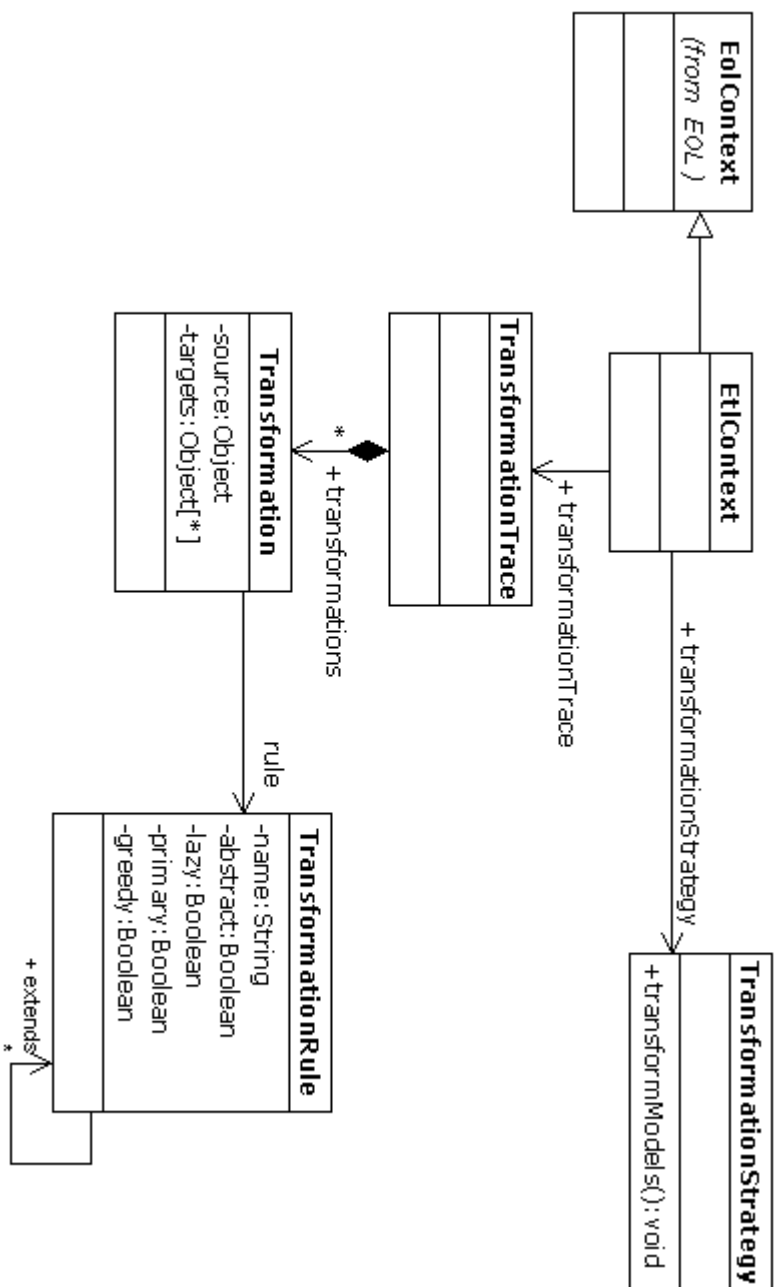 EolContext
(from EOL)
EtlContext
+ transformationStrategy
TransformationStrategy
+transformModels():void
+ transformationTrace
TransformationTrace
*
+ transformations
Transformation
-source:Object
-targets:Object[*]
rule
TransformationRule
-name:String
-abstract:Boolean
-lazy:Boolean
-primary:Boolean
-greedy:Boolean
+ extends
*